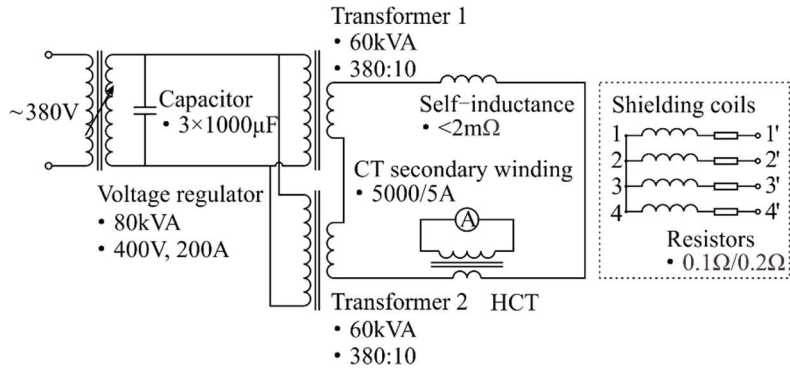 Transformer 1
• 60kVA
• 380:10
~380V
Capacitor
• 3×1000μF
Self-inductance
• <2mΩ
Shielding coils
1 1'
2 2'
3 3'
4 4'
Resistors
• 0.1Ω/0.2Ω
CT secondary winding
• 5000/5A
A
Voltage regulator
• 80kVA
• 400V, 200A
Transformer 2
• 60kVA
• 380:10
HCT